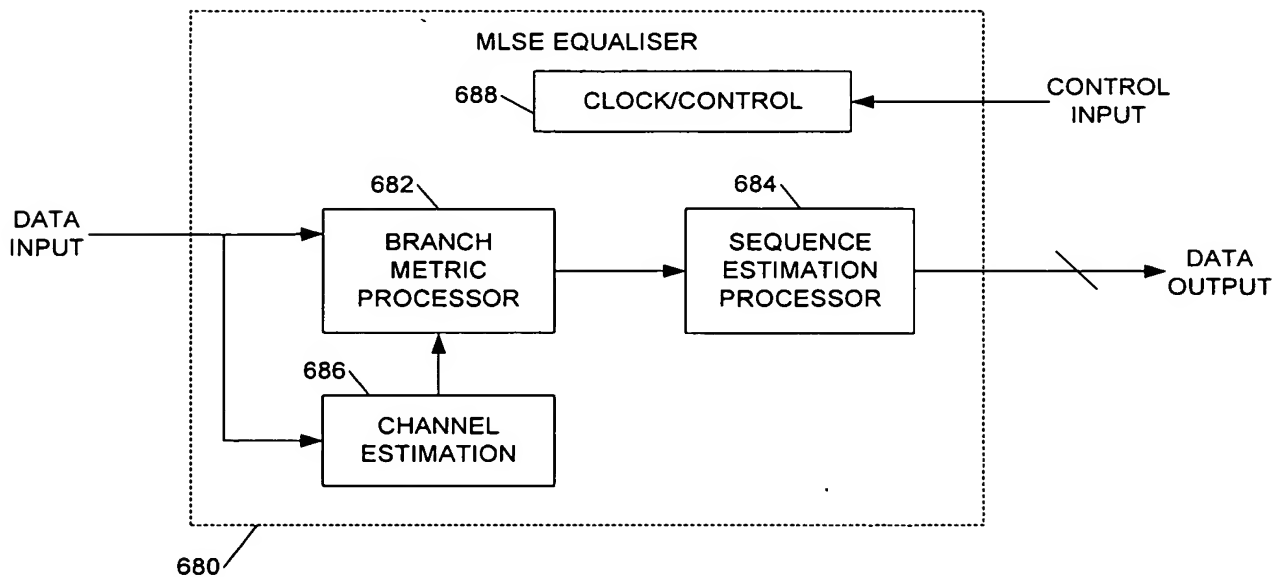 MLSE EQUALISER
688
CLOCK/CONTROL
CONTROL
INPUT
682
684
DATA
INPUT
BRANCH
METRIC
PROCESSOR
SEQUENCE
ESTIMATION
PROCESSOR
DATA
OUTPUT
686
CHANNEL
ESTIMATION
680